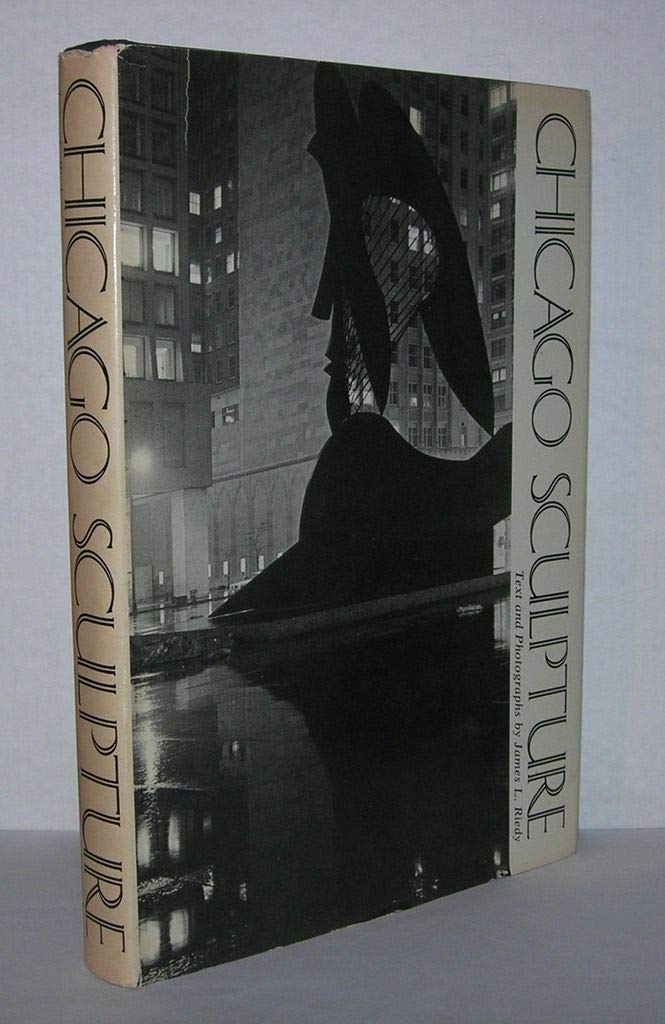 CHICAGO SCULPTURE
CHICAGO SCULPTURE
Text and Photographs by James L. Riedy